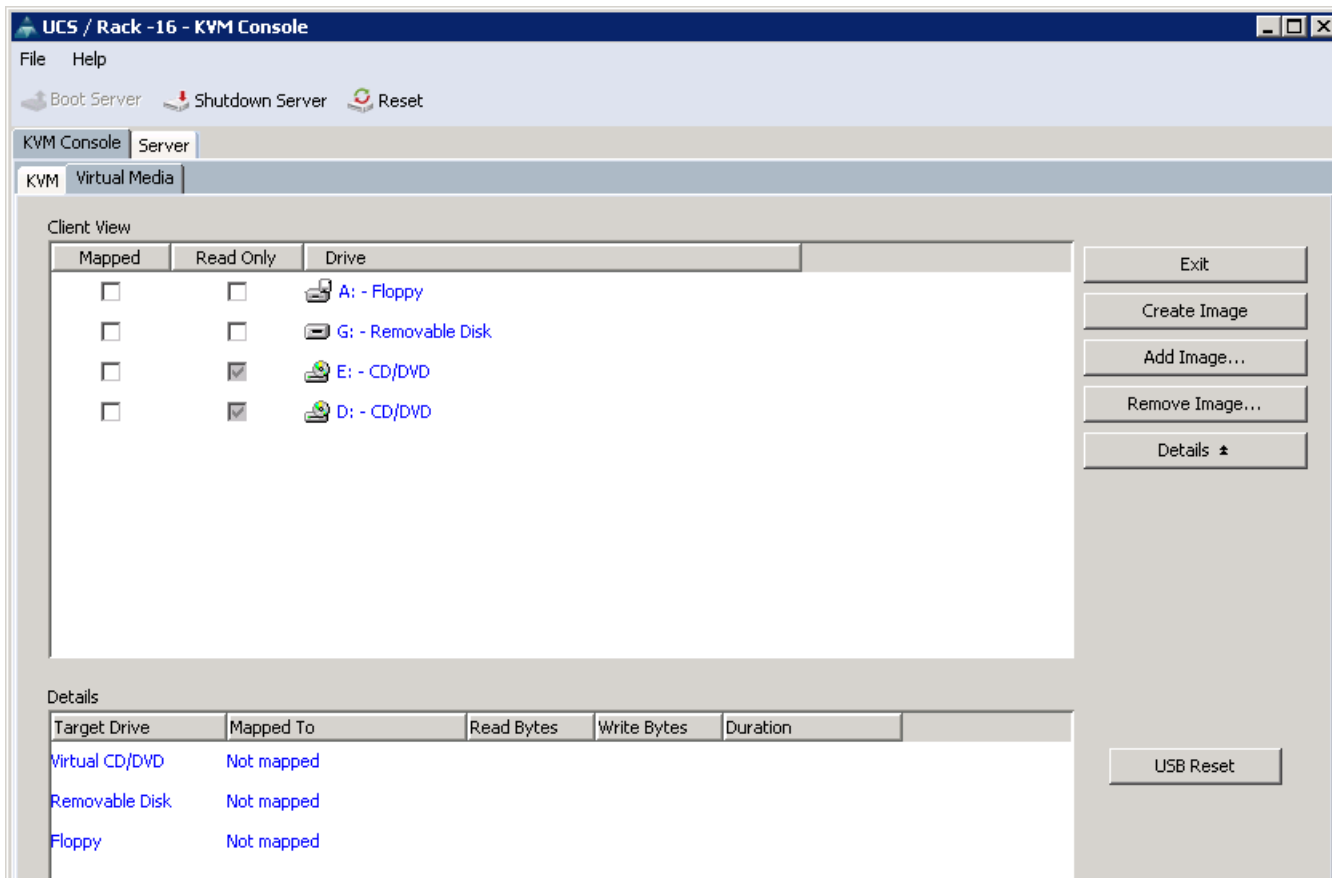 UCS / Rack -16 - KVM Console
File Help
Boot Server Shutdown Server Reset
KVM Console Server
KVM Virtual Media
Client View
Mapped Read Only Drive
Exit
A: - Floppy
Create Image
G: - Removable Disk
Add Image...
E: - CD/DVD
Remove Image...
D: - CD/DVD
Details
Details
Target Drive Mapped To Read Bytes Write Bytes Duration
Virtual CD/DVD Not mapped
USB Reset
Removable Disk Not mapped
Floppy Not mapped